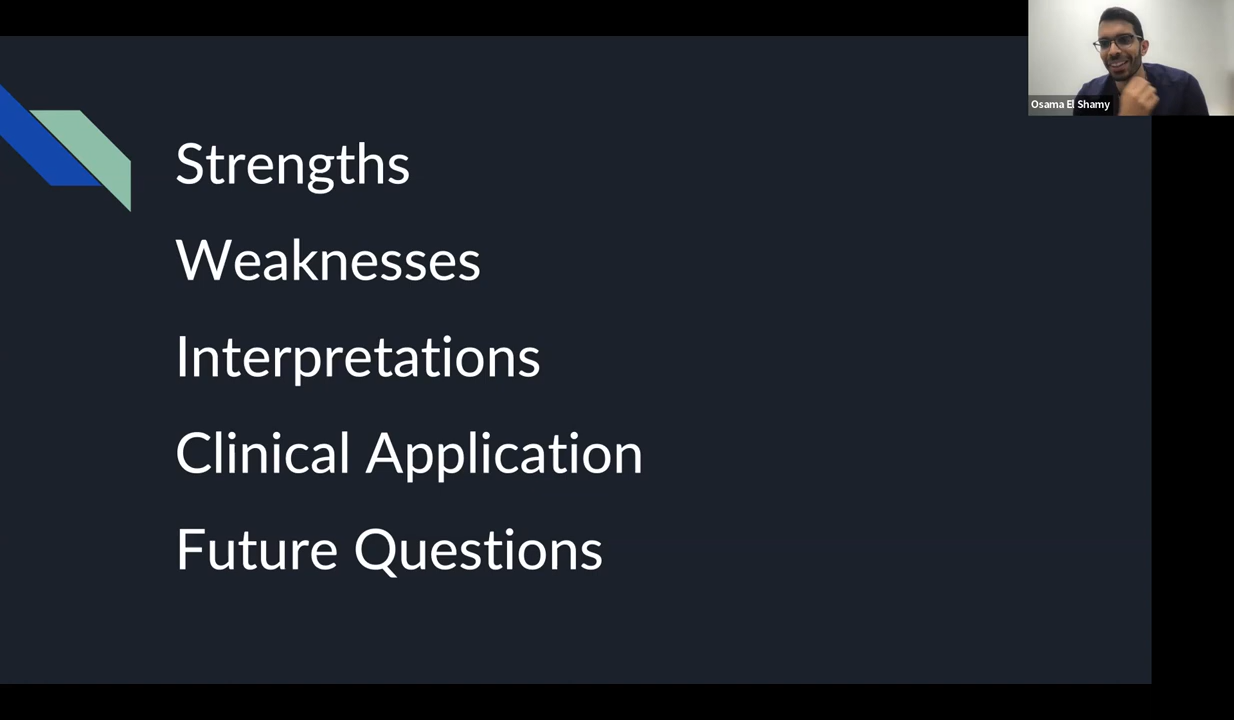 Strengths
Weaknesses
Interpretations
Clinical Application
Future Questions
Osama El Shamy